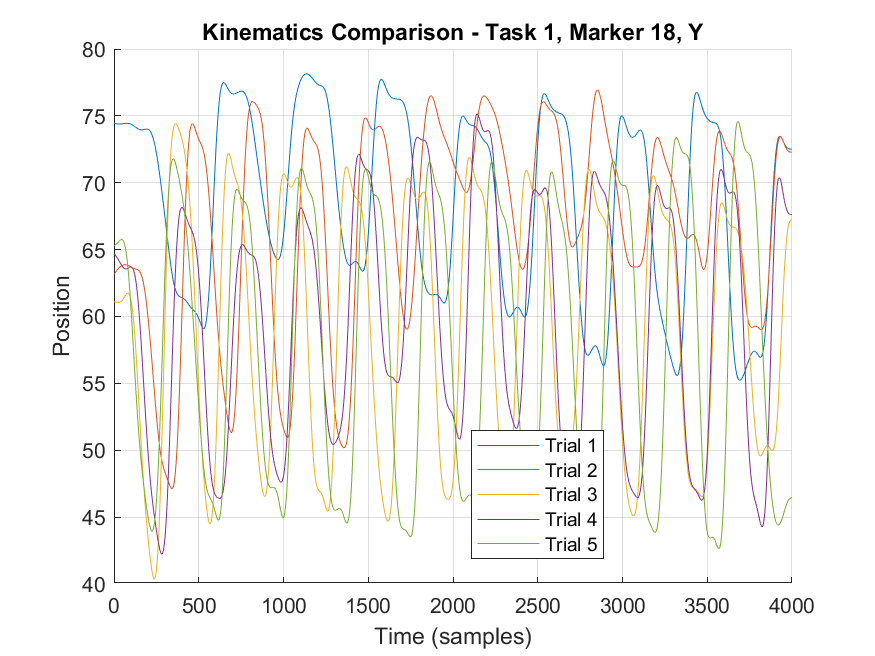 Kinematics Comparison - Task 1, Marker 18, Y
80
75
70
65
60
55
50
45
40
Position
Trial 1
Trial 2
Trial 3
Trial 4
Trial 5
0 500 1000 1500 2000 2500 3000 3500 4000
Time (samples)